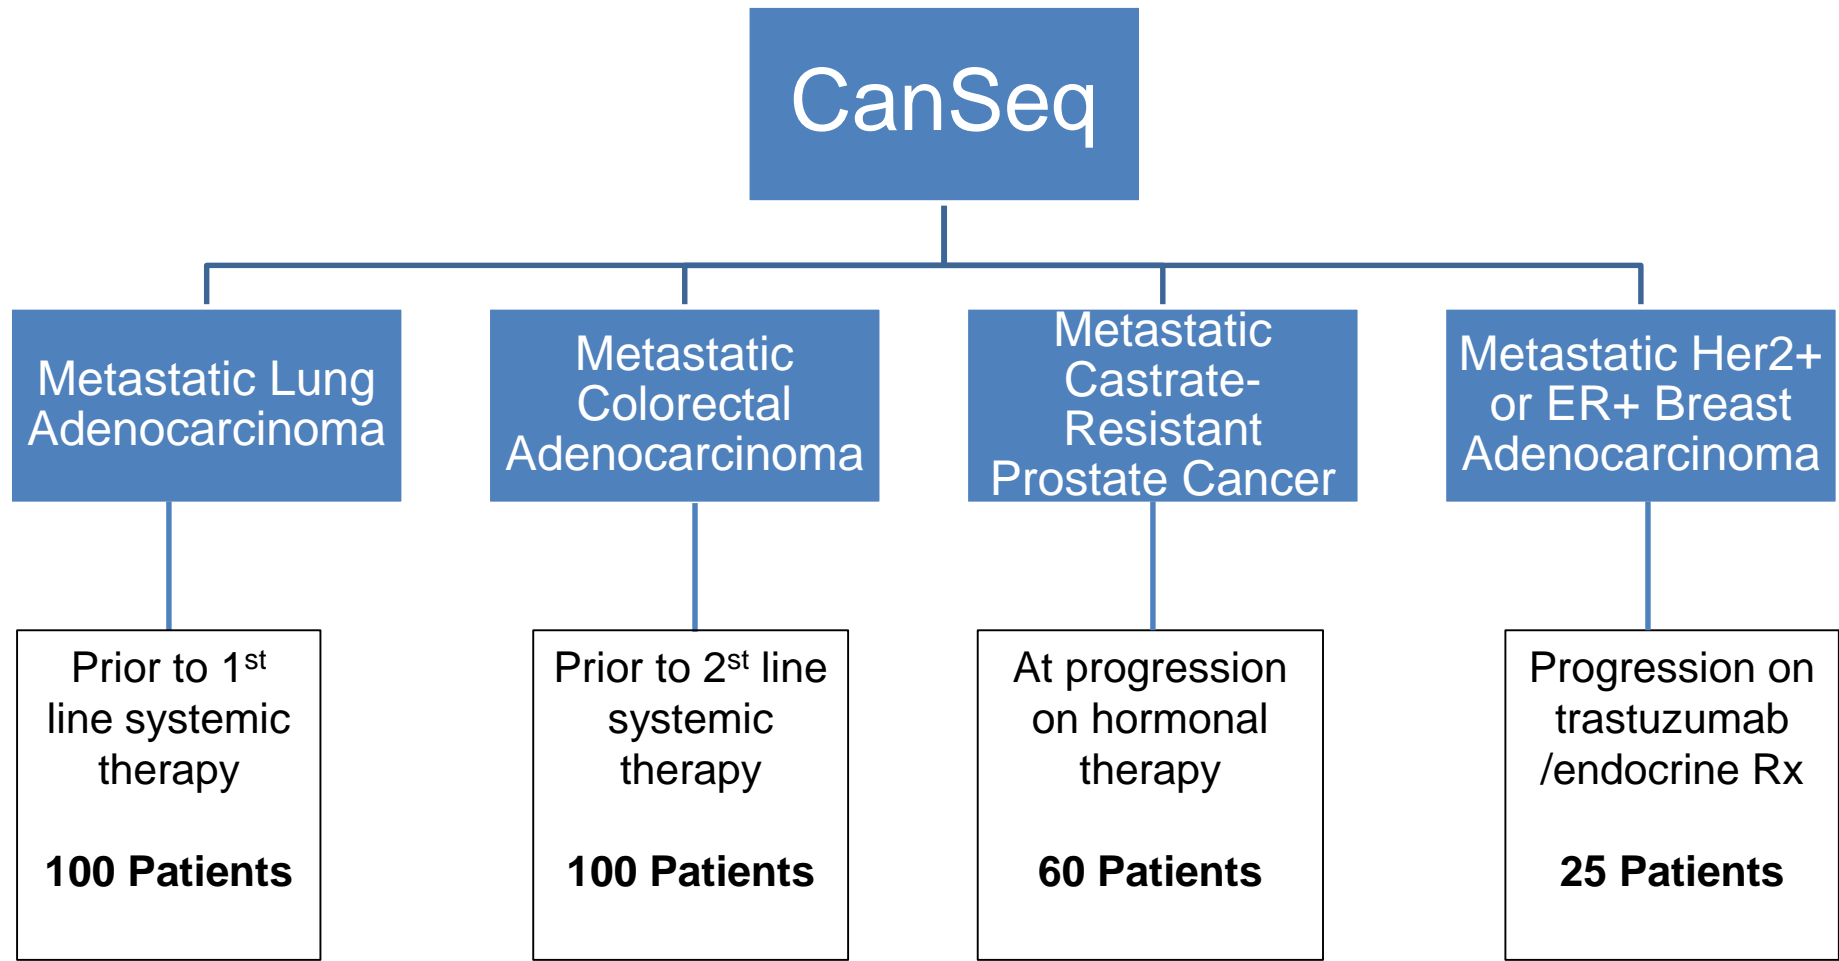 CanSeq
Metastatic Lung
Adenocarcinoma
Metastatic
Colorectal
Adenocarcinoma
Metastatic
Castrate-
Resistant
Prostate Cancer
Metastatic Her2+
or ER+ Breast
Adenocarcinoma
Prior to 1st
line systemic
therapy
100 Patients
Prior to 2st line
systemic
therapy
100 Patients
At progression
on hormonal
therapy
60 Patients
Progression on
trastuzumab
/endocrine Rx
25 Patients